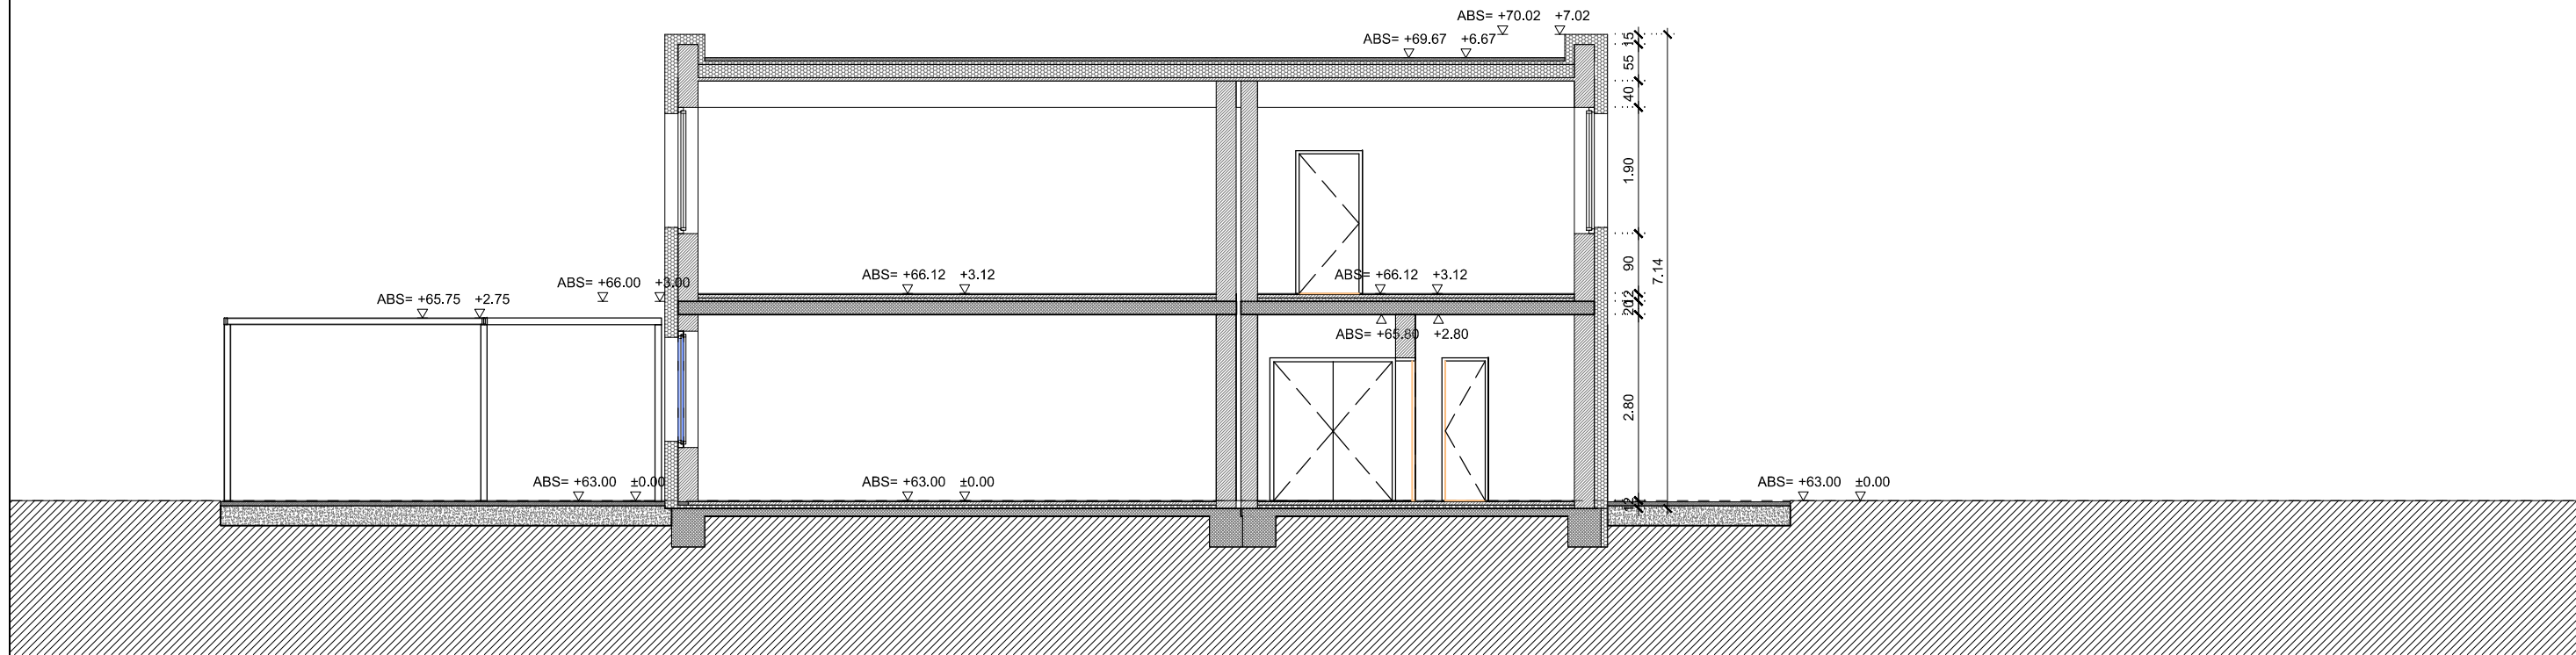 ABS= +70.02 +7.02
ABS= +69.67 +6.67
15
55
40
1.90
90
12
20
2.80
12
7.14
ABS= +66.12 +3.12
ABS= +66.12 +3.12
ABS= +66.00 +3.00
ABS= +65.75 +2.75
ABS= +65.80 +2.80
ABS= +63.00 ±0.00
ABS= +63.00 ±0.00
ABS= +63.00 ±0.00